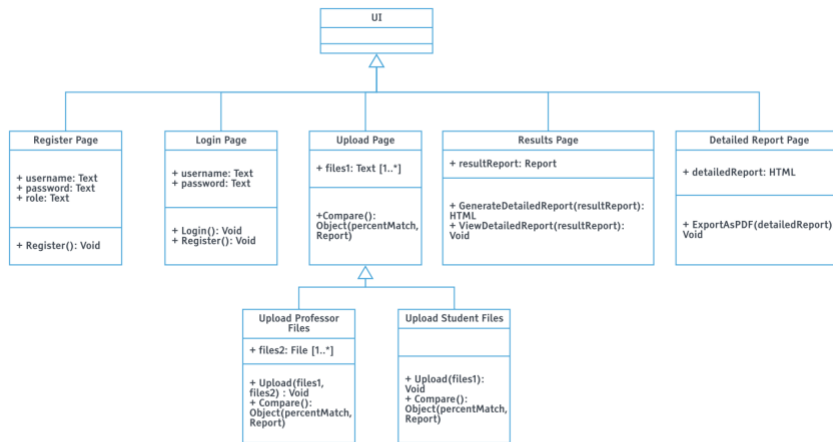 UI
Register Page
+ username: Text
+ password: Text
+ role: Text
+ Register(): Void
Login Page
+ username: Text
+ password: Text
+ Login(): Void
+ Register(): Void
Upload Page
+ files1: Text [1..*]
+Compare():
Object(percentMatch,
Report)
Results Page
+ resultReport: Report
+ GenerateDetailedReport(resultReport):
HTML
+ ViewDetailedReport(resultReport):
Void
Detailed Report Page
+ detailedReport: HTML
+ ExportAsPDF(detailedReport)
Void
Upload Professor
Files
+ files2: File [1..*]
+ Upload(files1,
files2) : Void
+ Compare():
Object(percentMatch,
Report)
Upload Student Files
+ Upload(files1):
Void
+ Compare():
Object(percentMatch,
Report)